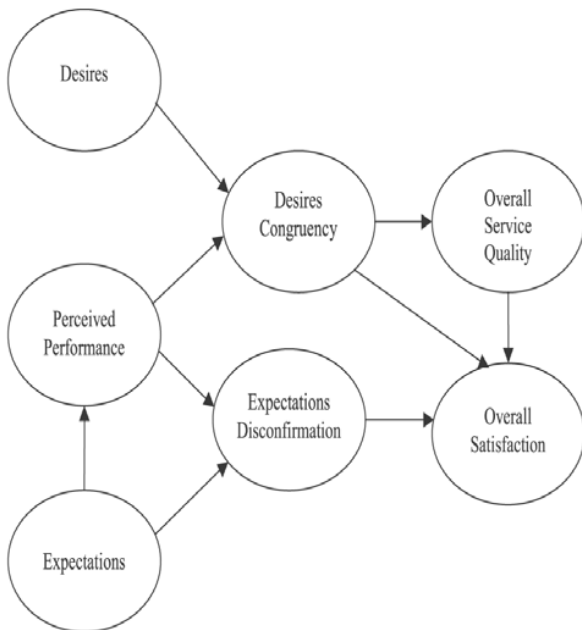 Desires
Desires
Congruency
Overall
Service
Quality
Perceived
Performance
Expectations
Disconfirmation
Overall
Satisfaction
Expectations